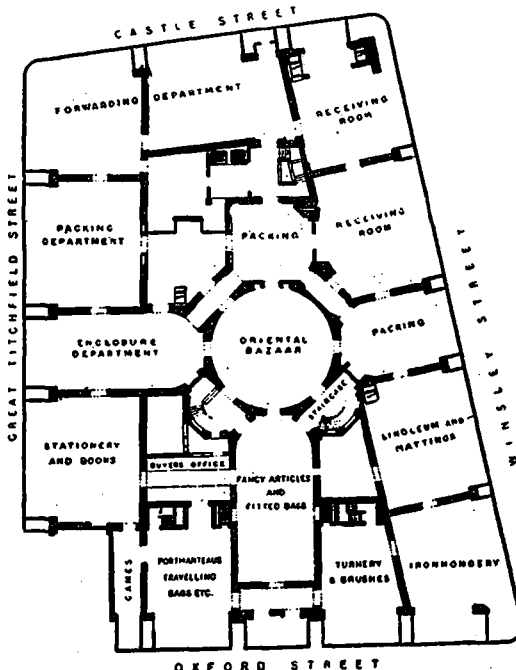 CASTLE STREET
FORWARDING DEPARTMENT
RECEIVING
ROOM
GREAT TITCHFIELD STREET
PACKING
DEPARTMENT
PACKING
RECEIVING
ROOM
WINSLEY STREET
ENCLOSURE
DEPARTMENT
ORIENTAL
BAZAAR
PACKING
STAIRCASE
STATIONERY
AND BOOKS
BUYERS OFFICE
FANCY ARTICLES
AND
FITTED BAGS
LINOLEUM AND
MATTINGS
CANES
PORTMANTEAUS
TRAVELLING
BAGS ETC.
TURNERY
& BRUSHES
IRONMONGERY
OXFORD STREET